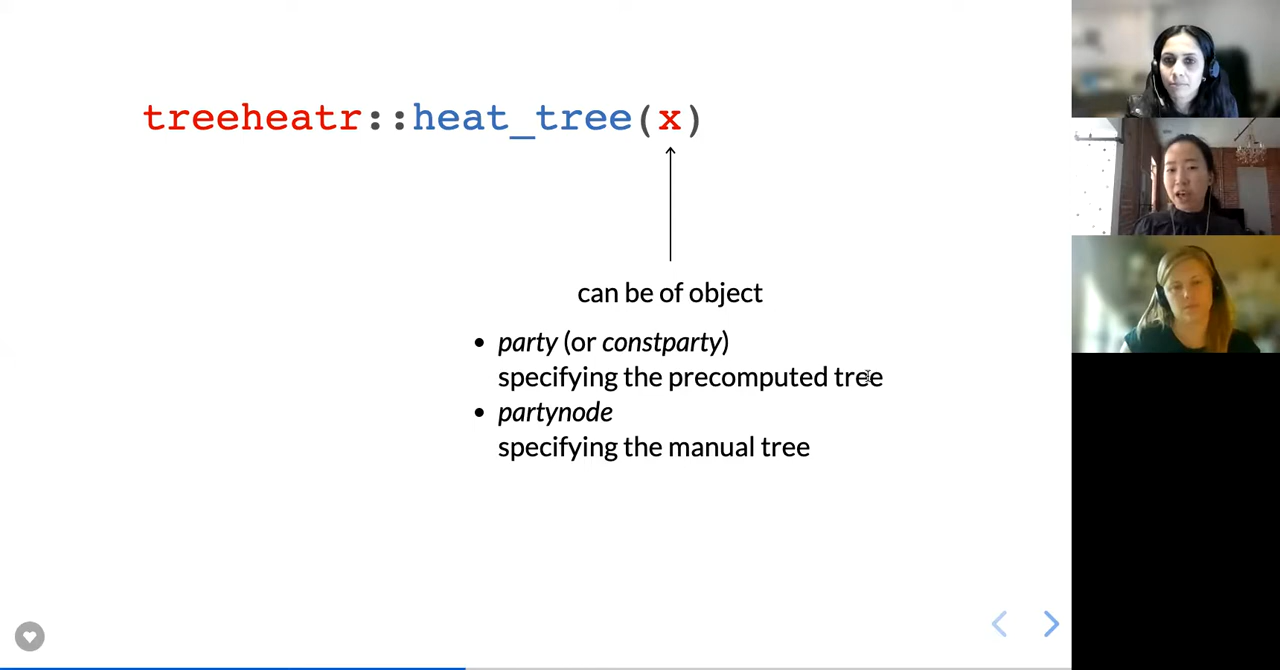 treeheatr::heat_tree(x)
can be of object
• party (or constparty)
specifying the precomputed tree
• partynode
specifying the manual tree